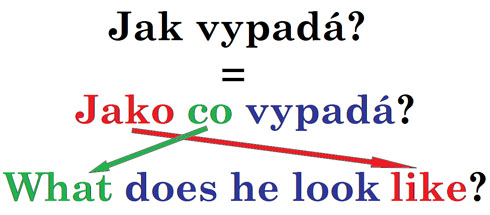 Jak vypadá?
=
Jako co vypadá?
What does he look like?